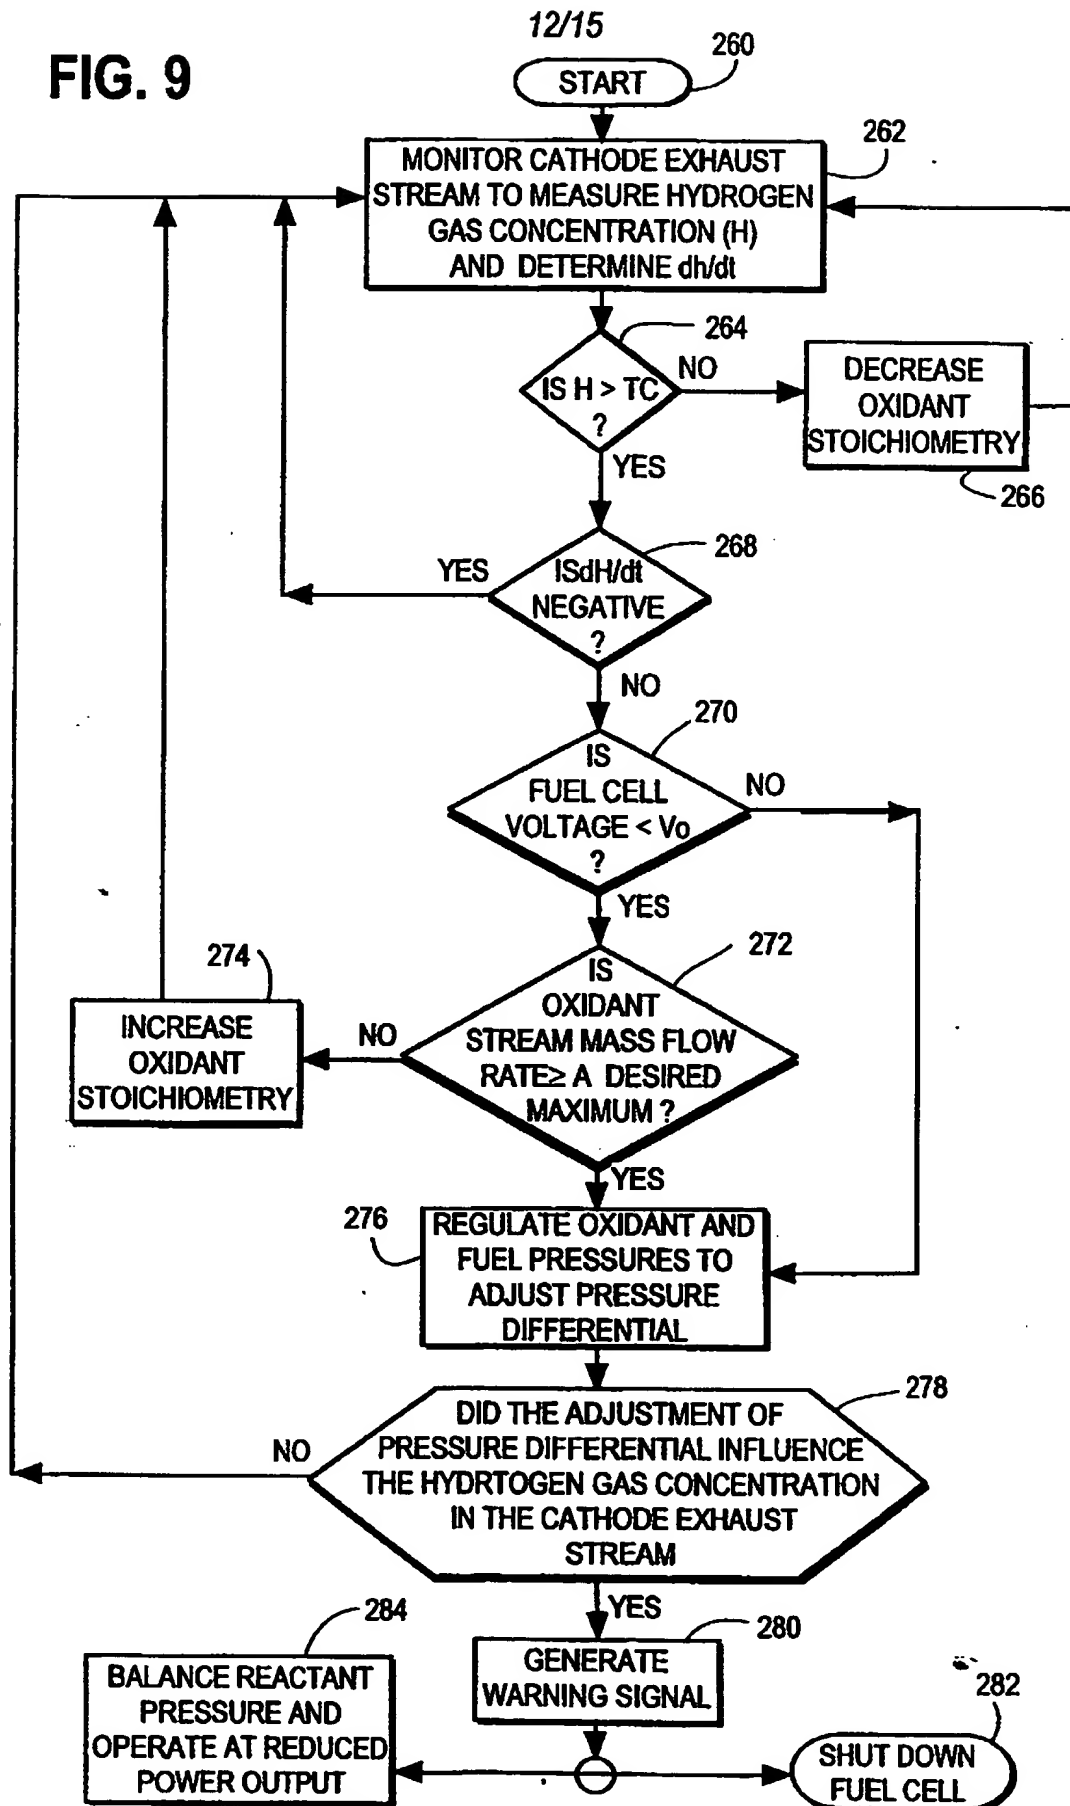 12/15
FIG. 9
START
260
MONITOR CATHODE EXHAUST
STREAM TO MEASURE HYDROGEN
GAS CONCENTRATION (H)
AND DETERMINE dh/dt
262
IS H > TC
?
264
NO
DECREASE
OXIDANT
STOICHIOMETRY
266
YES
ISdH/dt
NEGATIVE
?
268
YES
NO
IS
FUEL CELL
VOLTAGE < Vo
?
270
NO
YES
IS
OXIDANT
STREAM MASS FLOW
RATE≥ A DESIRED
MAXIMUM ?
272
NO
274
INCREASE
OXIDANT
STOICHIOMETRY
YES
276
REGULATE OXIDANT AND
FUEL PRESSURES TO
ADJUST PRESSURE
DIFFERENTIAL
DID THE ADJUSTMENT OF
PRESSURE DIFFERENTIAL INFLUENCE
THE HYDRTOGEN GAS CONCENTRATION
IN THE CATHODE EXHAUST
STREAM
278
NO
YES
GENERATE
WARNING SIGNAL
280
284
BALANCE REACTANT
PRESSURE AND
OPERATE AT REDUCED
POWER OUTPUT
282
SHUT DOWN
FUEL CELL